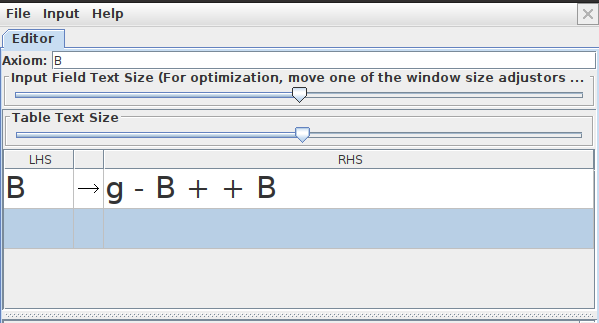 File Input Help
Editor
Axiom: B
Input Field Text Size (For optimization, move one of the window size adjustors ...
Table Text Size
LHS RHS
B → g - B + + B